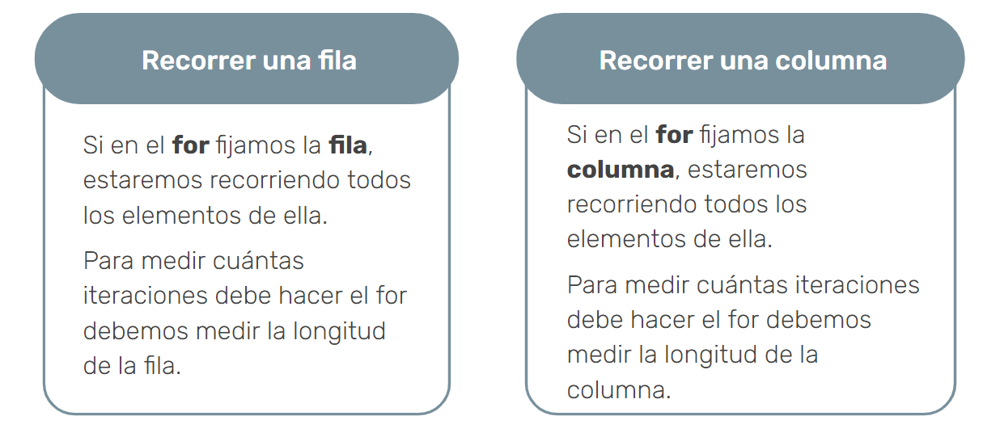 Recorrer una fila
Si en el for fijamos la fila,
estaremos recorriendo todos
los elementos de ella.
Para medir cuántas
iteraciones debe hacer el for
debemos medir la longitud
de la fila.
Recorrer una columna
Si en el for fijamos la
columna, estaremos
recorriendo todos los
elementos de ella.
Para medir cuántas iteraciones
debe hacer el for debemos
medir la longitud de la
columna.